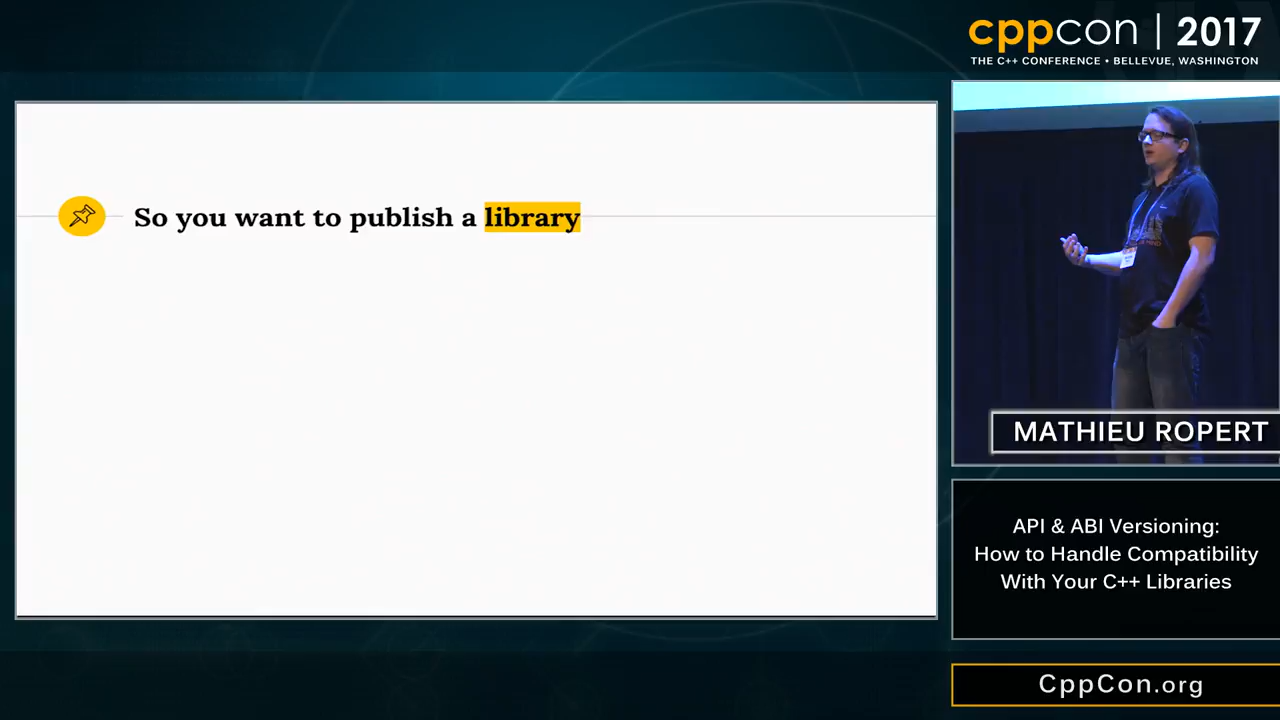 cppcon | 2017
THE C++ CONFERENCE • BELLEVUE, WASHINGTON
So you want to publish a library
MATHIEU ROPERT
API & ABI Versioning:
How to Handle Compatibility
With Your C++ Libraries
CppCon.org